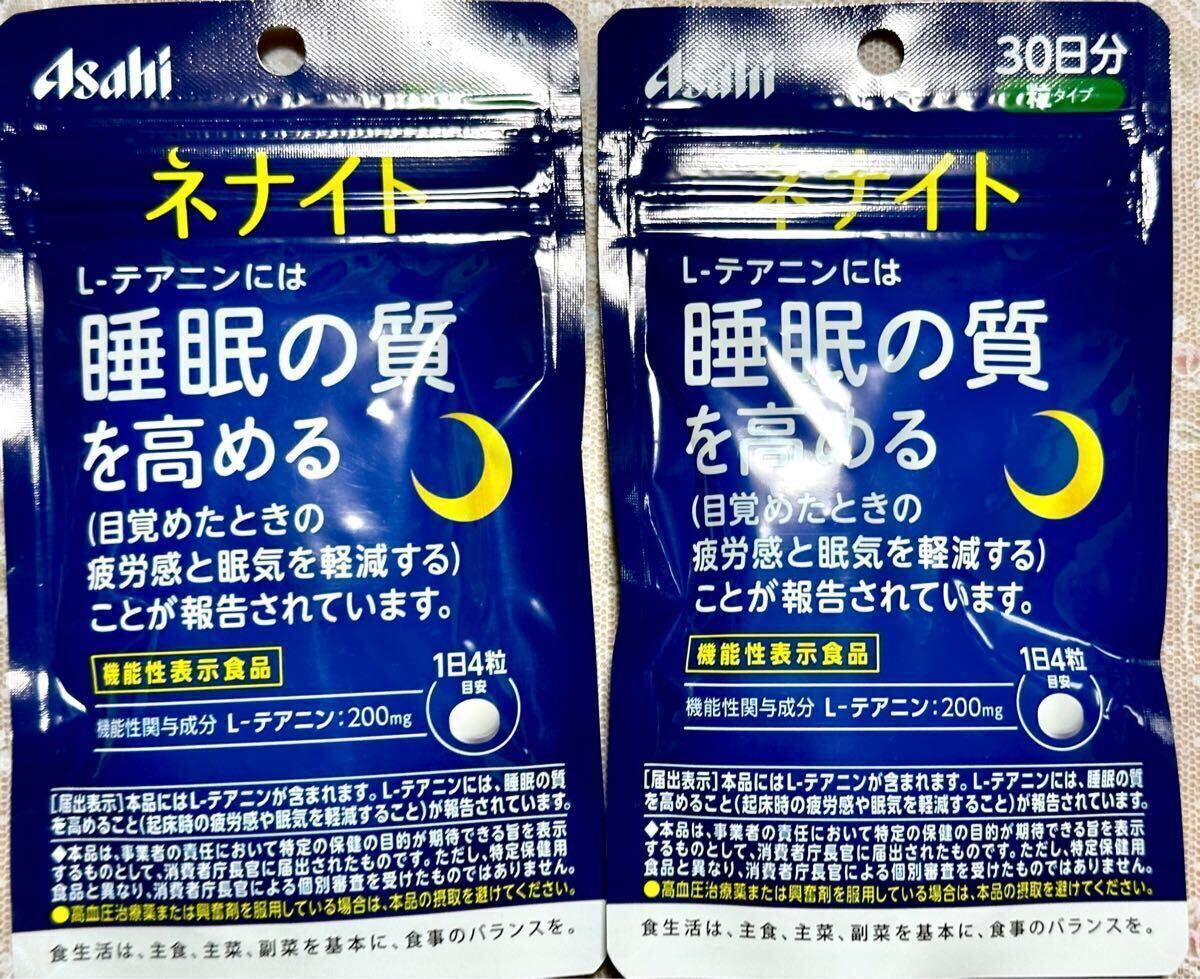 Asahi
ネナイト
L-テアニンには
睡眠の質
を高める
(目覚めたときの
疲労感と眠気を軽減する)
ことが報告されています。
機能性表示食品
1日4粒
目安
機能性関与成分 L-テアニン:200mg
[届出表示]本品にはL-テアニンが含まれます。L-テアニンには、睡眠の質
を高めること(起床時の疲労感や眠気を軽減すること)が報告されています。
◆本品は、事業者の責任において特定の保健の目的が期待できる旨を表示
するものとして、消費者庁長官に届出されたものです。ただし、特定保健用
食品と異なり、消費者庁長官による個別審査を受けたものではありません。
●高血圧治療薬または興奮剤を服用している場合は、本品の摂取を避けてください。
食生活は、主食、主菜、副菜を基本に、食事のバランスを。
Asahi
30日分
粒タイプ
ネナイト
L-テアニンには
睡眠の質
を高める
(目覚めたときの
疲労感と眠気を軽減する)
ことが報告されています。
機能性表示食品
1日4粒
目安
機能性関与成分 L-テアニン:200mg
[届出表示]本品にはL-テアニンが含まれます。L-テアニンには、睡眠の質
を高めること(起床時の疲労感や眠気を軽減すること)が報告されています。
◆本品は、事業者の責任において特定の保健の目的が期待できる旨を表示
するものとして、消費者庁長官に届出されたものです。ただし、特定保健用
食品と異なり、消費者庁長官による個別審査を受けたものではありません。
●高血圧治療薬または興奮剤を服用している場合は、本品の摂取を避けてください。
食生活は、主食、主菜、副菜を基本に、食事のバランスを。